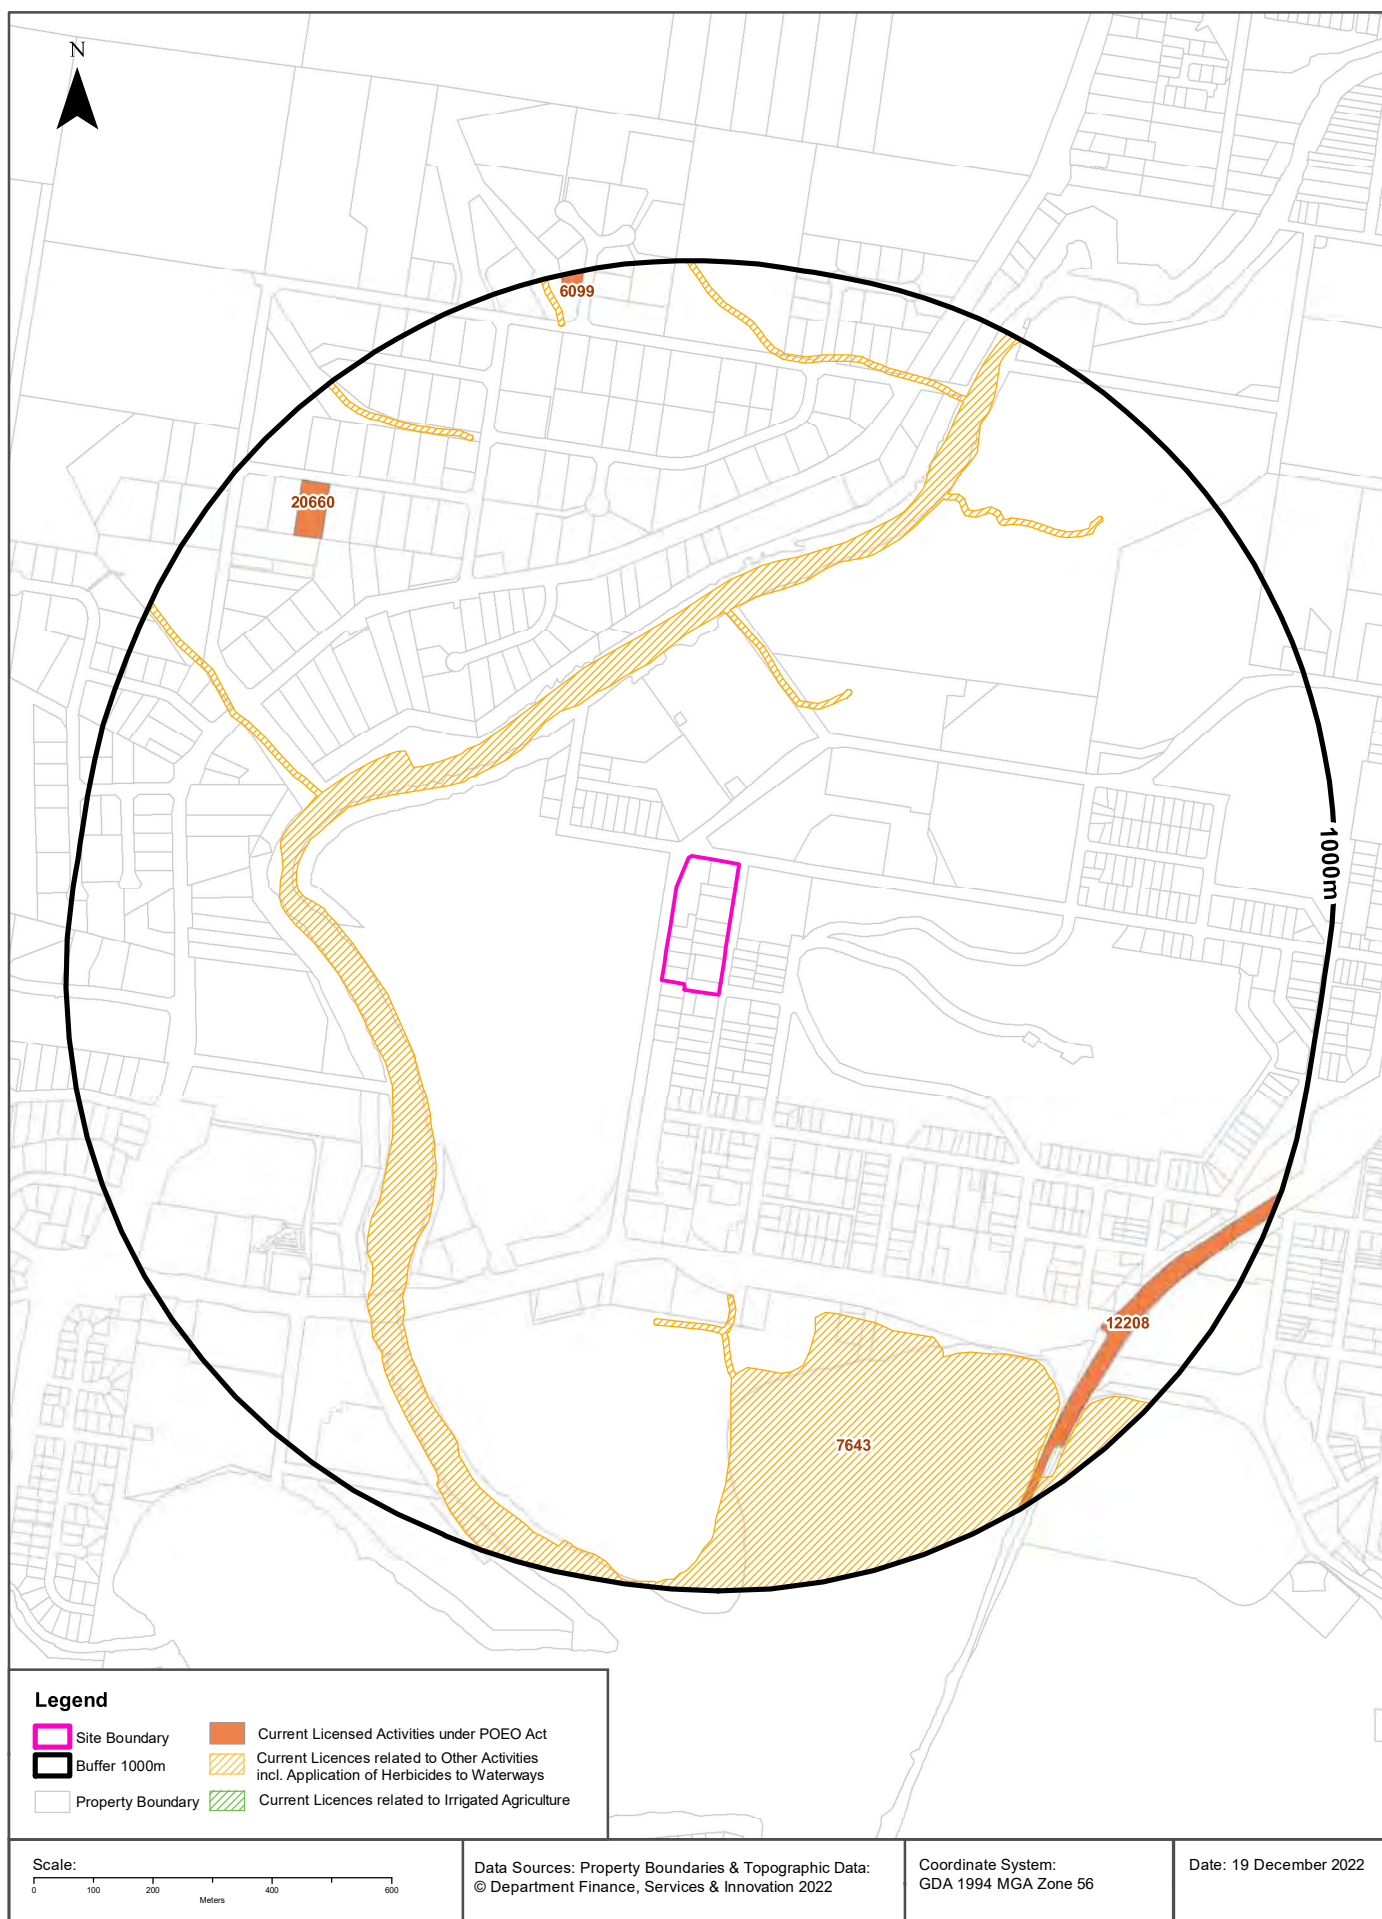 N
6099
20660
1000m
12208
7643
Legend
Site Boundary
Buffer 1000m
Property Boundary
Current Licensed Activities under POEO Act
Current Licences related to Other Activities
incl. Application of Herbicides to Waterways
Current Licences related to Irrigated Agriculture
Scale:
0 100 200 400 600
Meters
Data Sources: Property Boundaries & Topographic Data:
© Department Finance, Services & Innovation 2022
Coordinate System:
GDA 1994 MGA Zone 56
Date: 19 December 2022